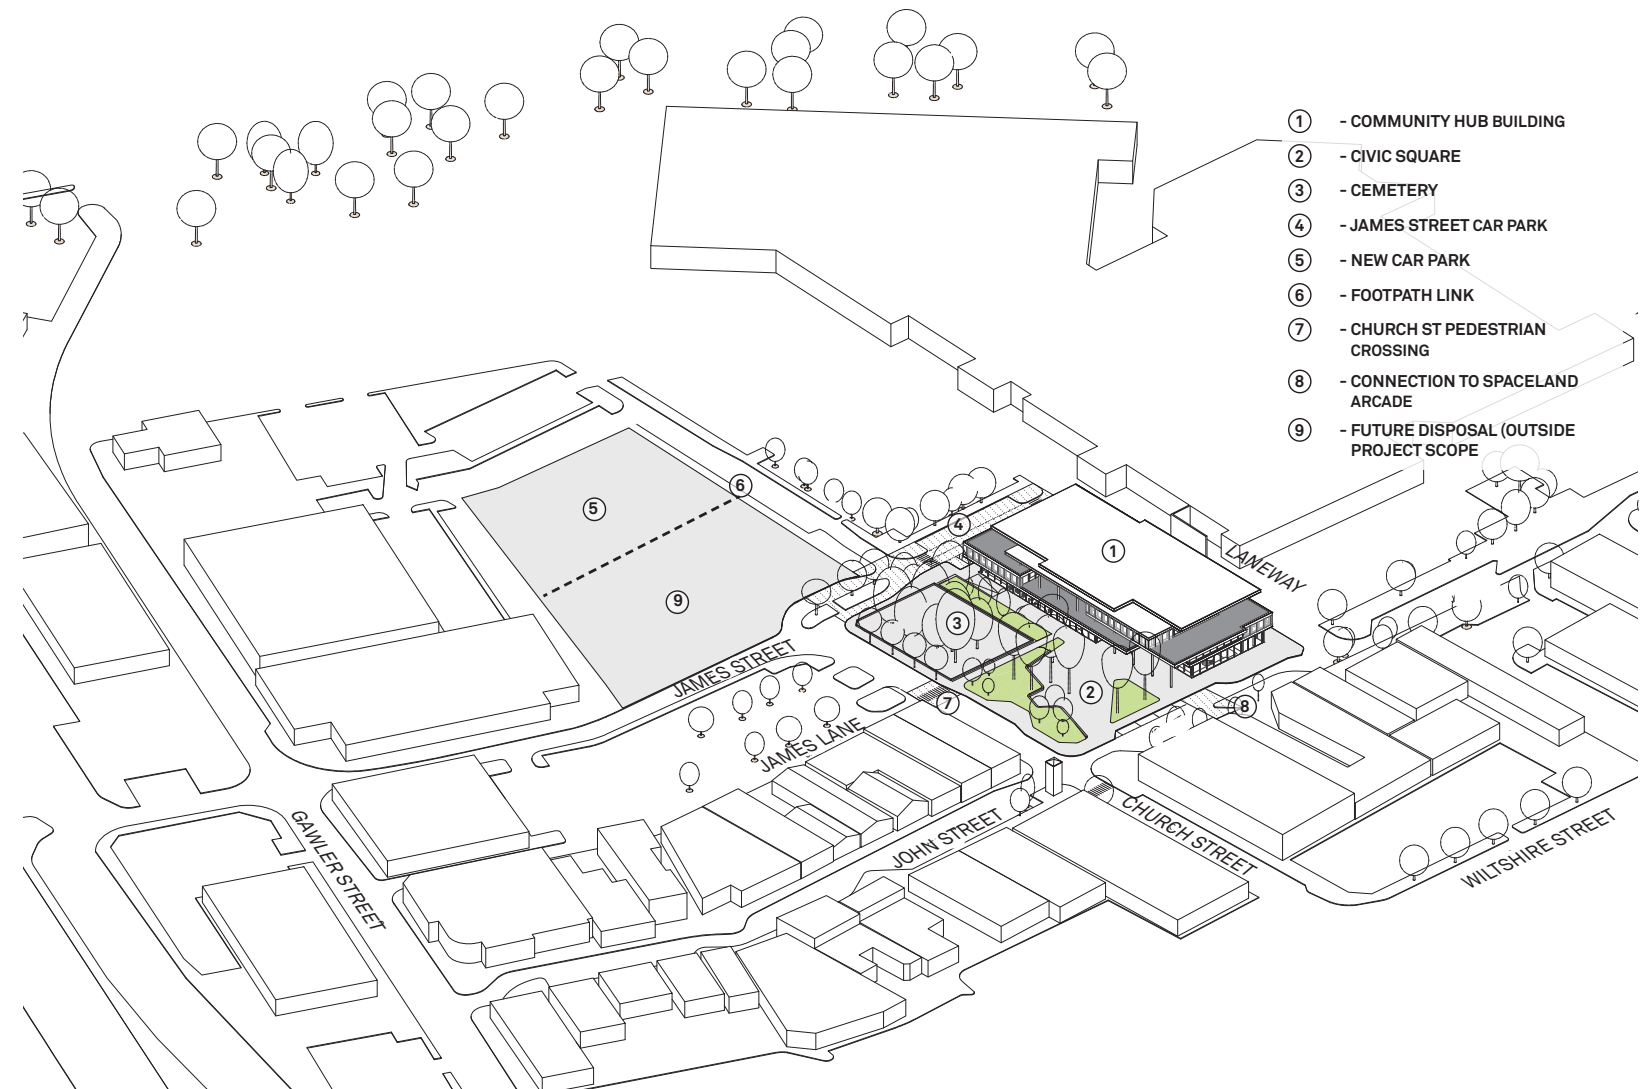 1 - COMMUNITY HUB BUILDING
2 - CIVIC SQUARE
3 - CEMETERY
4 - JAMES STREET CAR PARK
5 - NEW CAR PARK
6 - FOOTPATH LINK
7 - CHURCH ST PEDESTRIAN
CROSSING
8 - CONNECTION TO SPACELAND
ARCADE
9 - FUTURE DISPOSAL (OUTSIDE
PROJECT SCOPE
6
5
4
1
LANEWAY
9
3
JAMES STREET
2
7
8
JAMES LANE
CHURCH STREET
JOHN STREET
WILTSHIRE STREET
GAWLER STREET